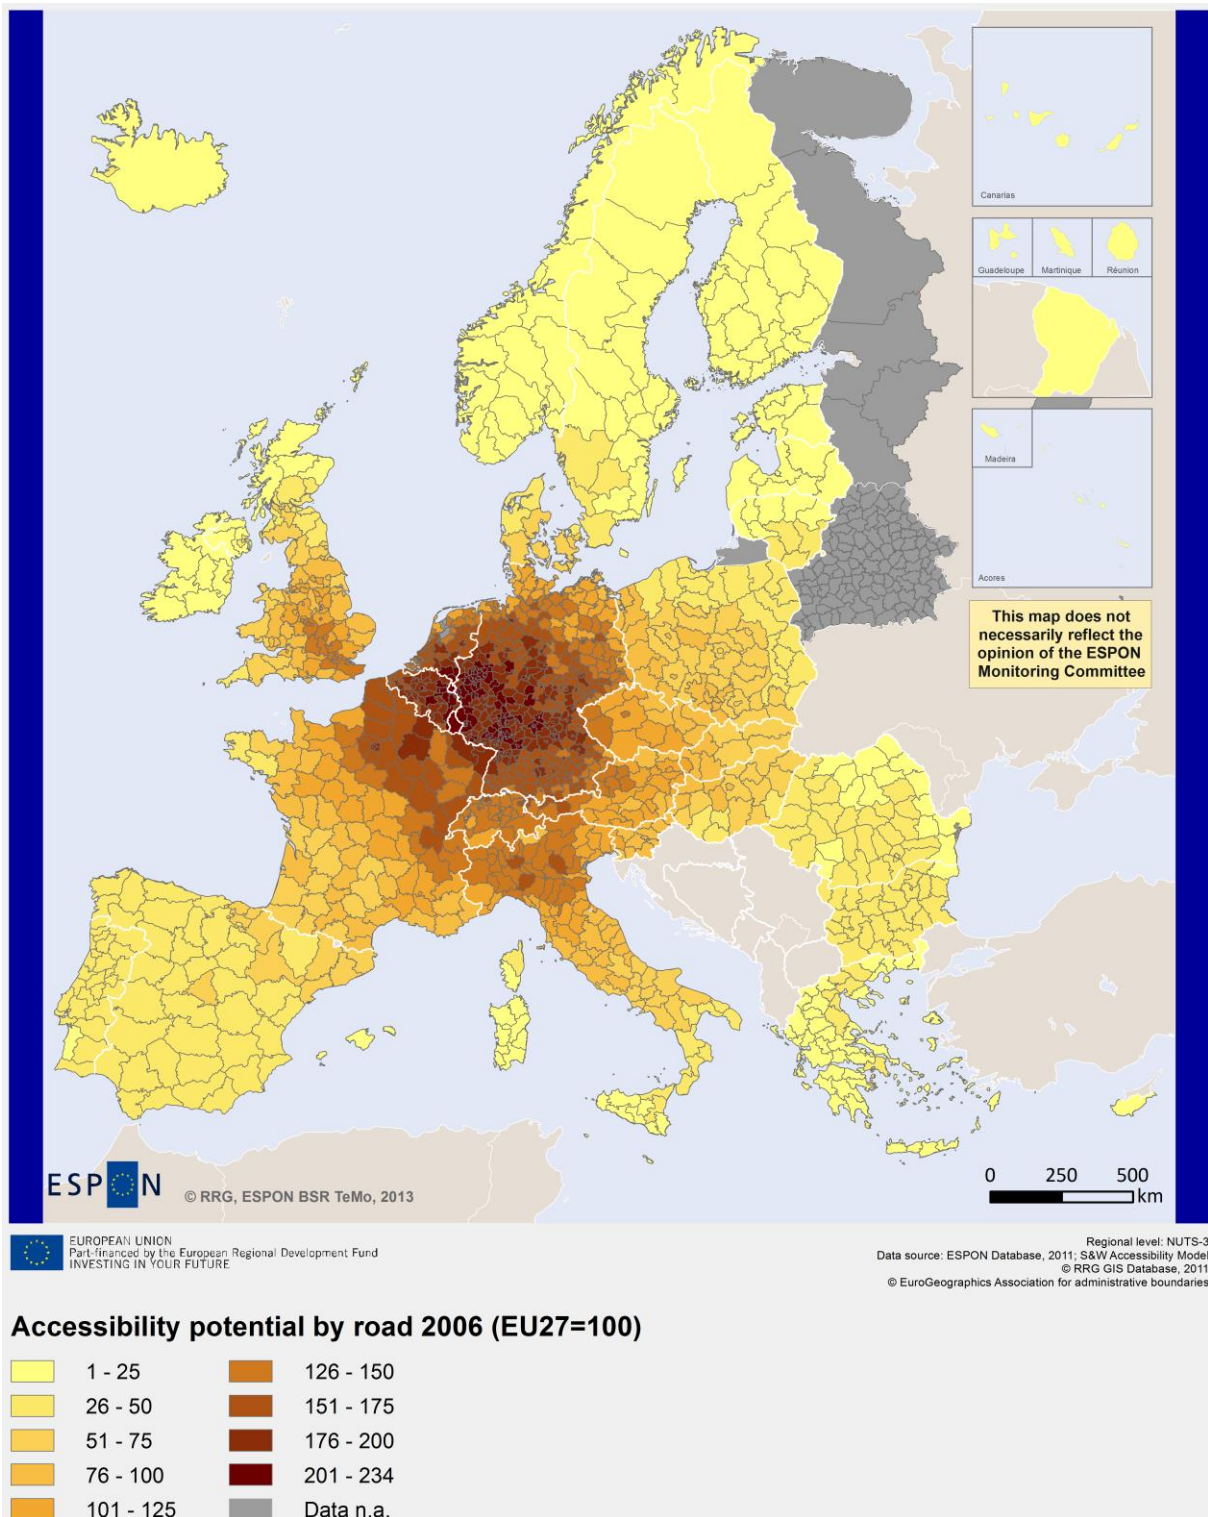 Canarias
Guadeloupe
Martinique
Réunion
Madeira
Acores
This map does not
necessarily reflect the
opinion of the ESPON
Monitoring Committee
ESPON
© RRG, ESPON BSR TeMo, 2013
0 250 500
km
EUROPEAN UNION
Part-financed by the European Regional Development Fund
INVESTING IN YOUR FUTURE
Regional level: NUTS-3
Data source: ESPON Database, 2011; S&W Accessibility Model
© RRG GIS Database, 2011
© EuroGeographics Association for administrative boundaries
Accessibility potential by road 2006 (EU27=100)
1 - 25
26 - 50
51 - 75
76 - 100
101 - 125
126 - 150
151 - 175
176 - 200
201 - 234
Data n.a.